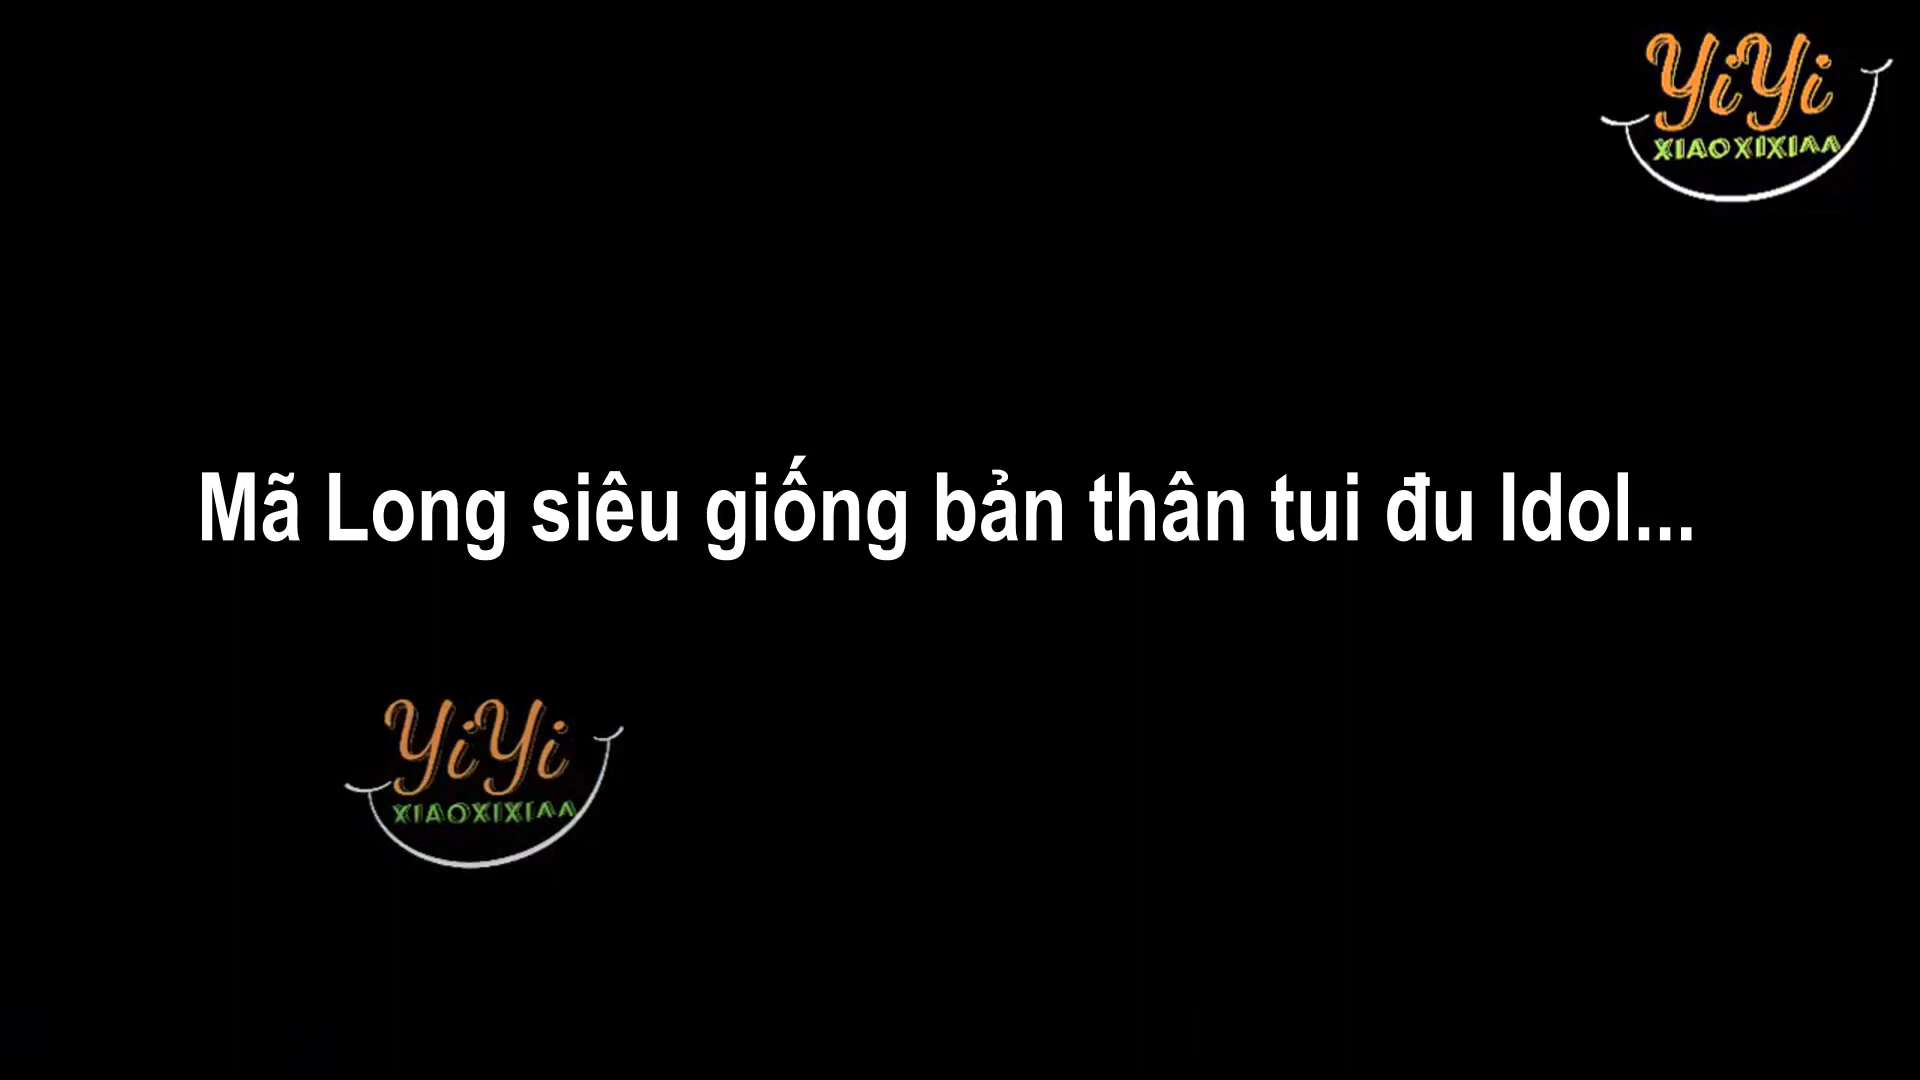 YiYi
XIAOXIXIAA
Mã Long siêu giống bản thân tui đu Idol...
YiYi
XIAOXIXIAA